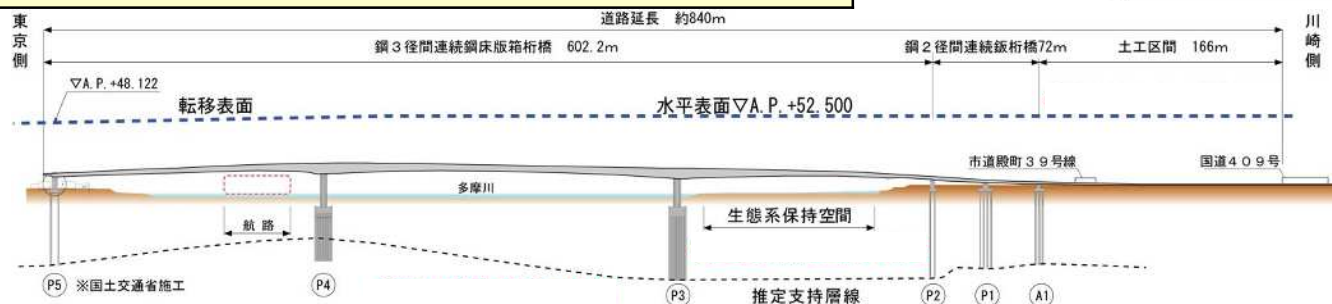 道路延長 約840m
東京側
川崎側
鋼3径間連続鋼床版箱桁橋 602.2m
鋼2径間連続鈑桁橋72m
土工区間 166m
▽A.P.+48.122
転移表面
水平表面▽A.P.+52.500
市道殿町39号線
国道409号
多摩川
航路
生態系保持空間
P5
※国土交通省施工
P4
P3
推定支持層線
P2
P1
A1